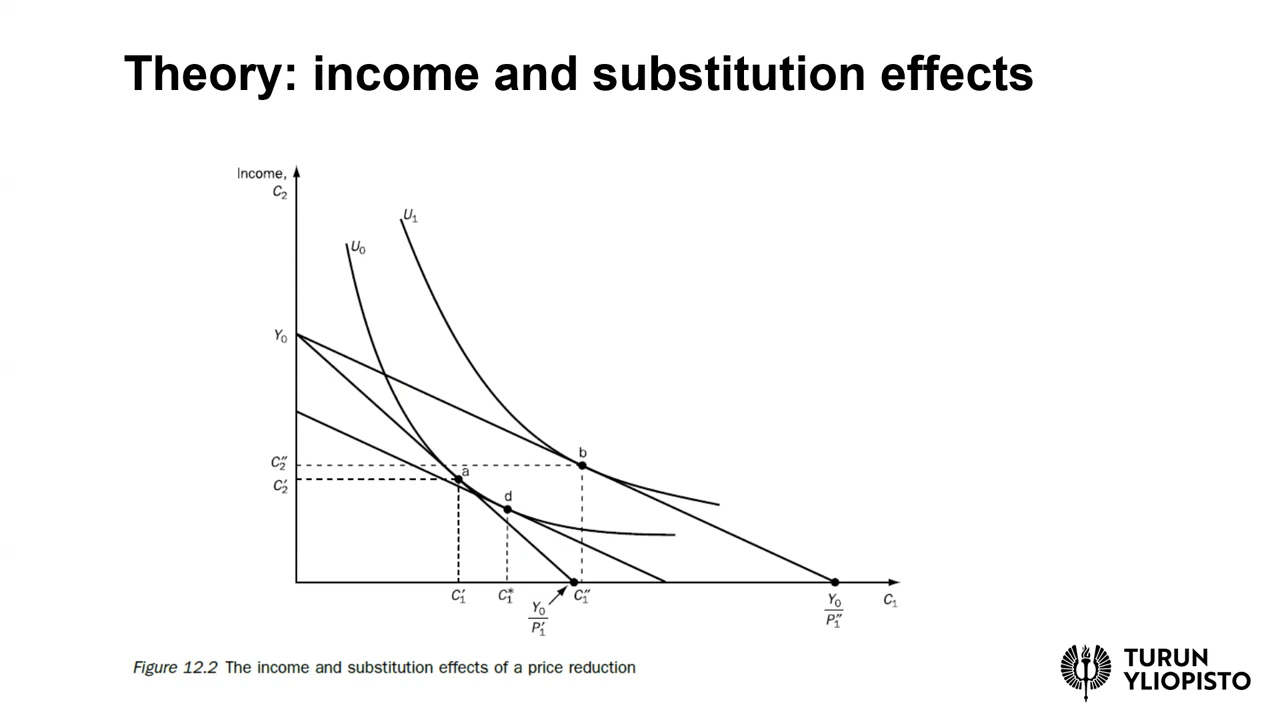 Theory: income and substitution effects
Income,
C₂
U₁
U₀
Y₀
b
C₂″
a
C₂′
d
C₁′
C₁*
C₁″
Y₀
P₁′
Y₀
P₁″
C₁
Figure 12.2 The income and substitution effects of a price reduction
TURUN
YLIOPISTO